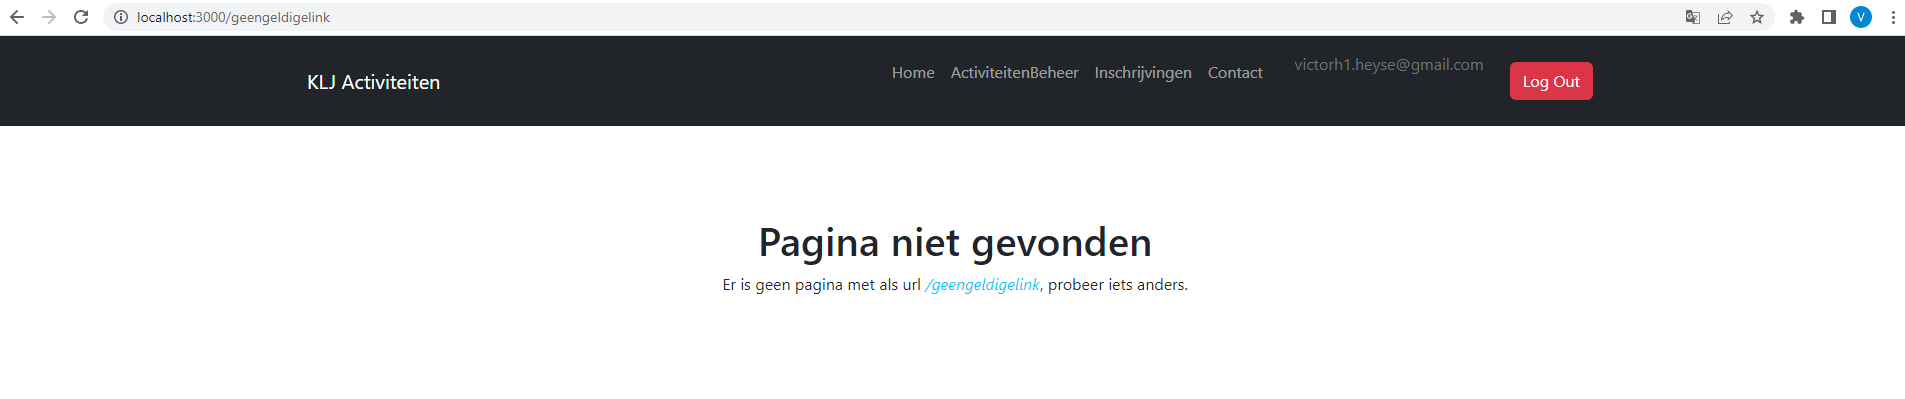 localhost:3000/geengeldigelink
V
KLJ Activiteiten
Home ActiviteitenBeheer Inschrijvingen Contact victorh1.heyse@gmail.com Log Out
Pagina niet gevonden
Er is geen pagina met als url /geengeldigelink, probeer iets anders.